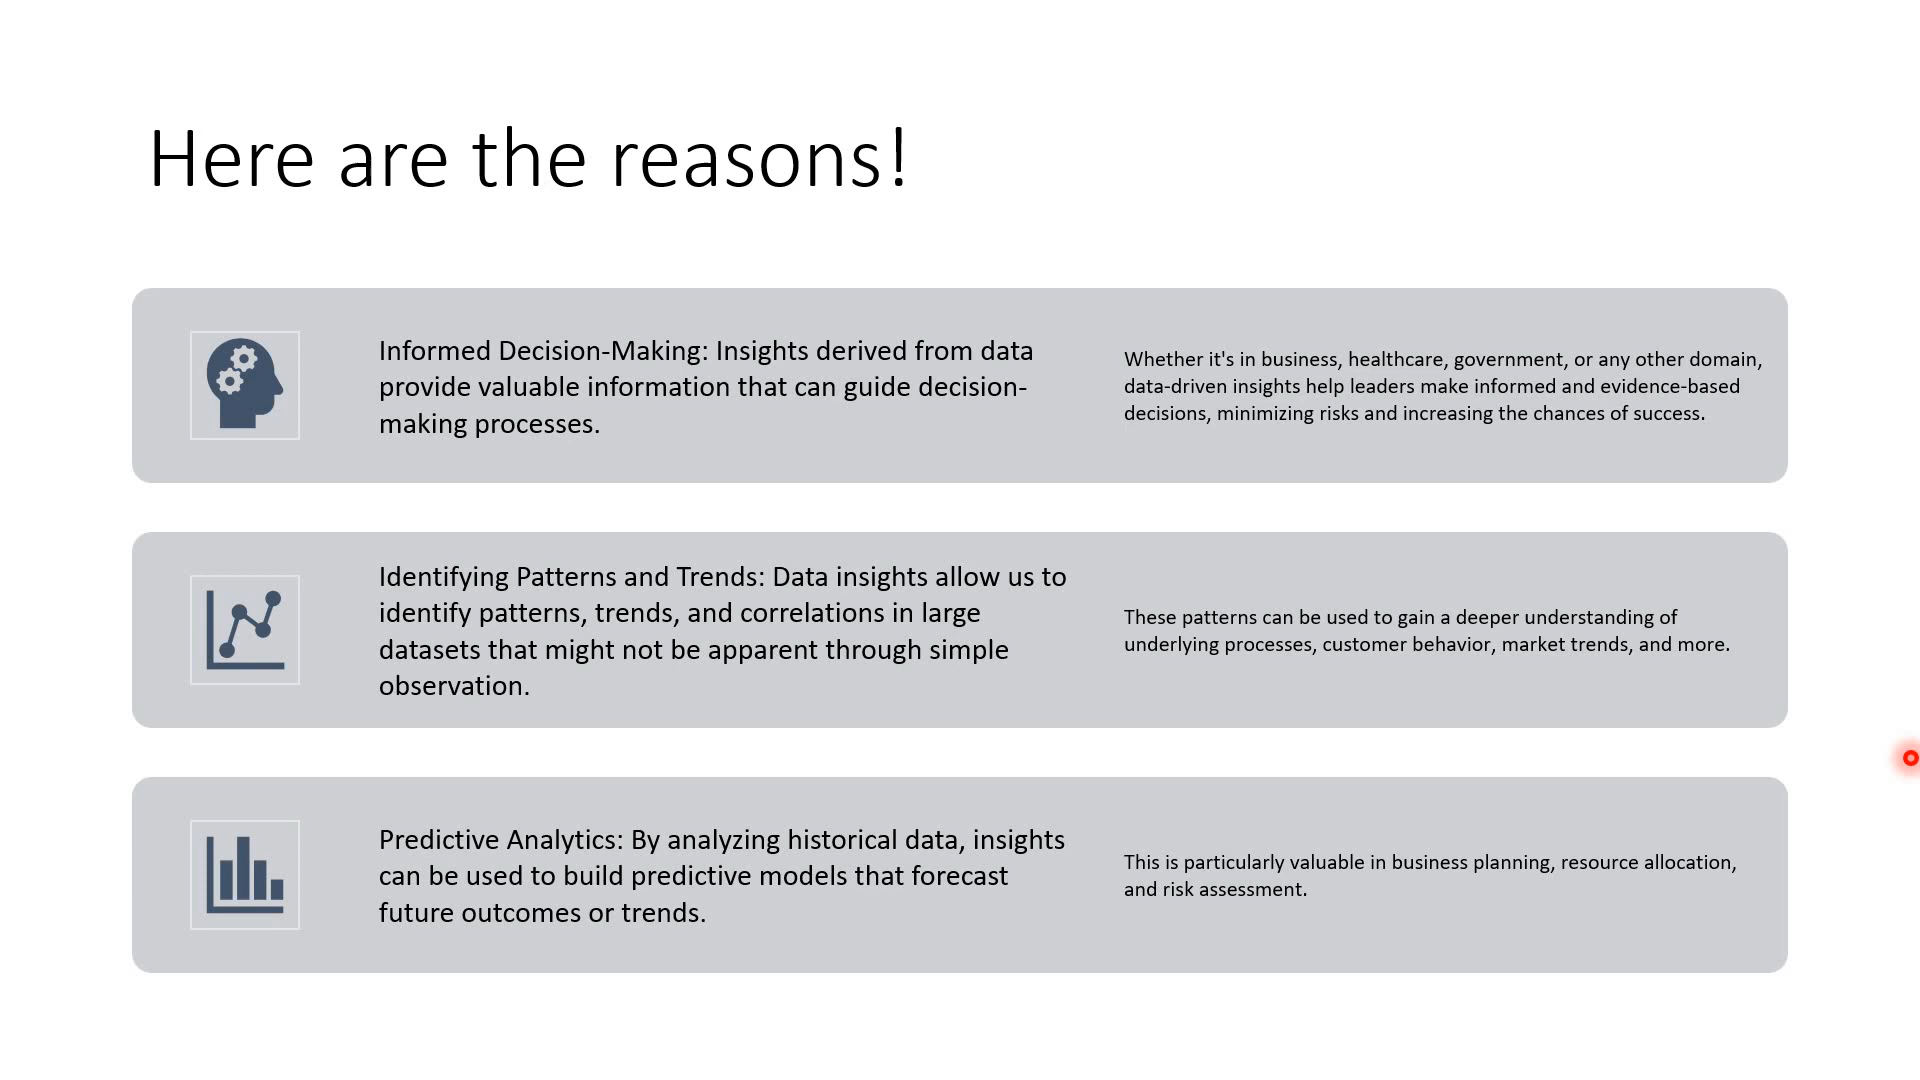 Here are the reasons!
Informed Decision-Making: Insights derived from data
provide valuable information that can guide decision-
making processes.
Whether it's in business, healthcare, government, or any other domain,
data-driven insights help leaders make informed and evidence-based
decisions, minimizing risks and increasing the chances of success.
Identifying Patterns and Trends: Data insights allow us to
identify patterns, trends, and correlations in large
datasets that might not be apparent through simple
observation.
These patterns can be used to gain a deeper understanding of
underlying processes, customer behavior, market trends, and more.
Predictive Analytics: By analyzing historical data, insights
can be used to build predictive models that forecast
future outcomes or trends.
This is particularly valuable in business planning, resource allocation,
and risk assessment.